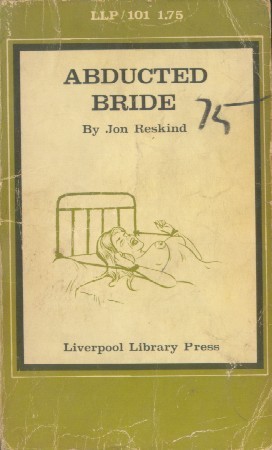 LLP/101 1.75
ABDUCTED
BRIDE
75
By Jon Reskind
Liverpool Library Press